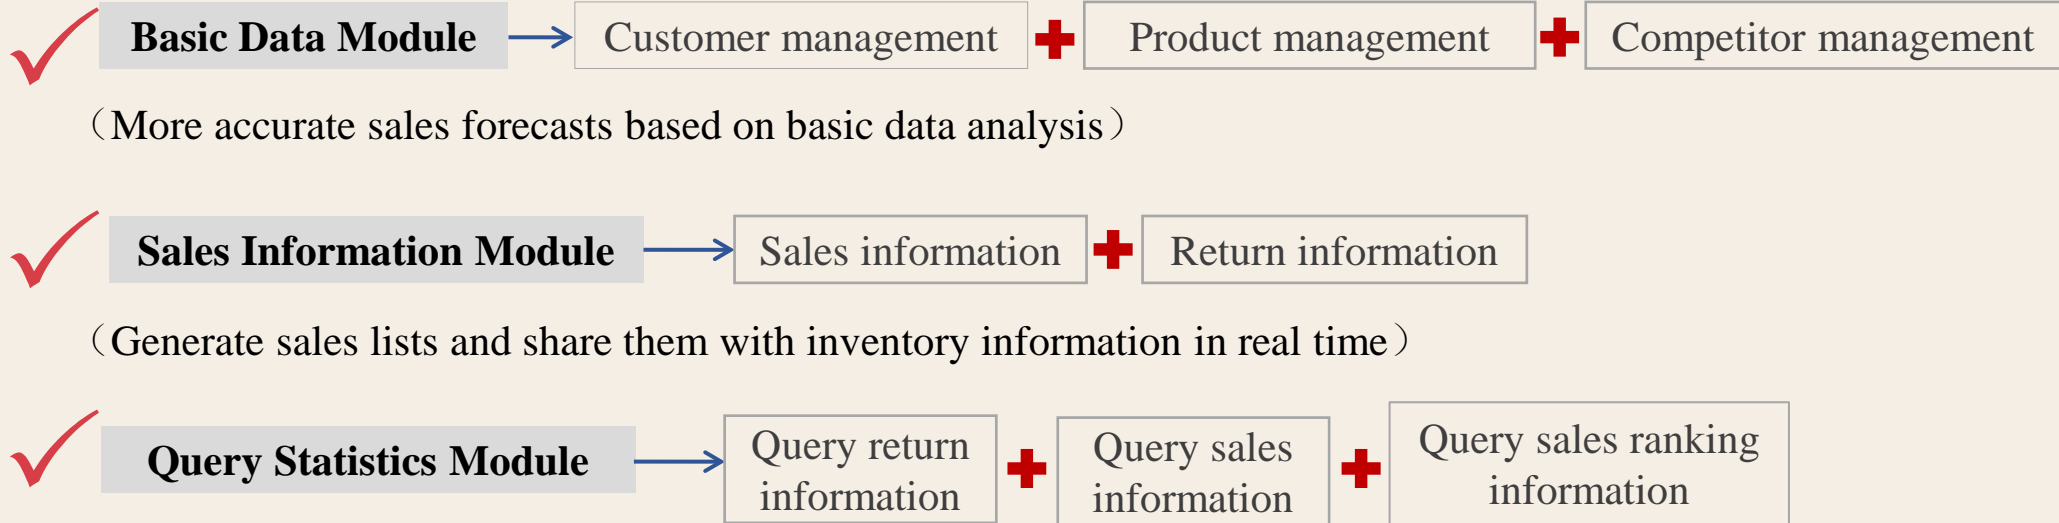 Basic Data Module Customer management Product management Competitor management
（More accurate sales forecasts based on basic data analysis）
Sales Information Module Sales information Return information
（Generate sales lists and share them with inventory information in real time）
Query Statistics Module
Query return
information
Query sales
information
Query sales ranking
information